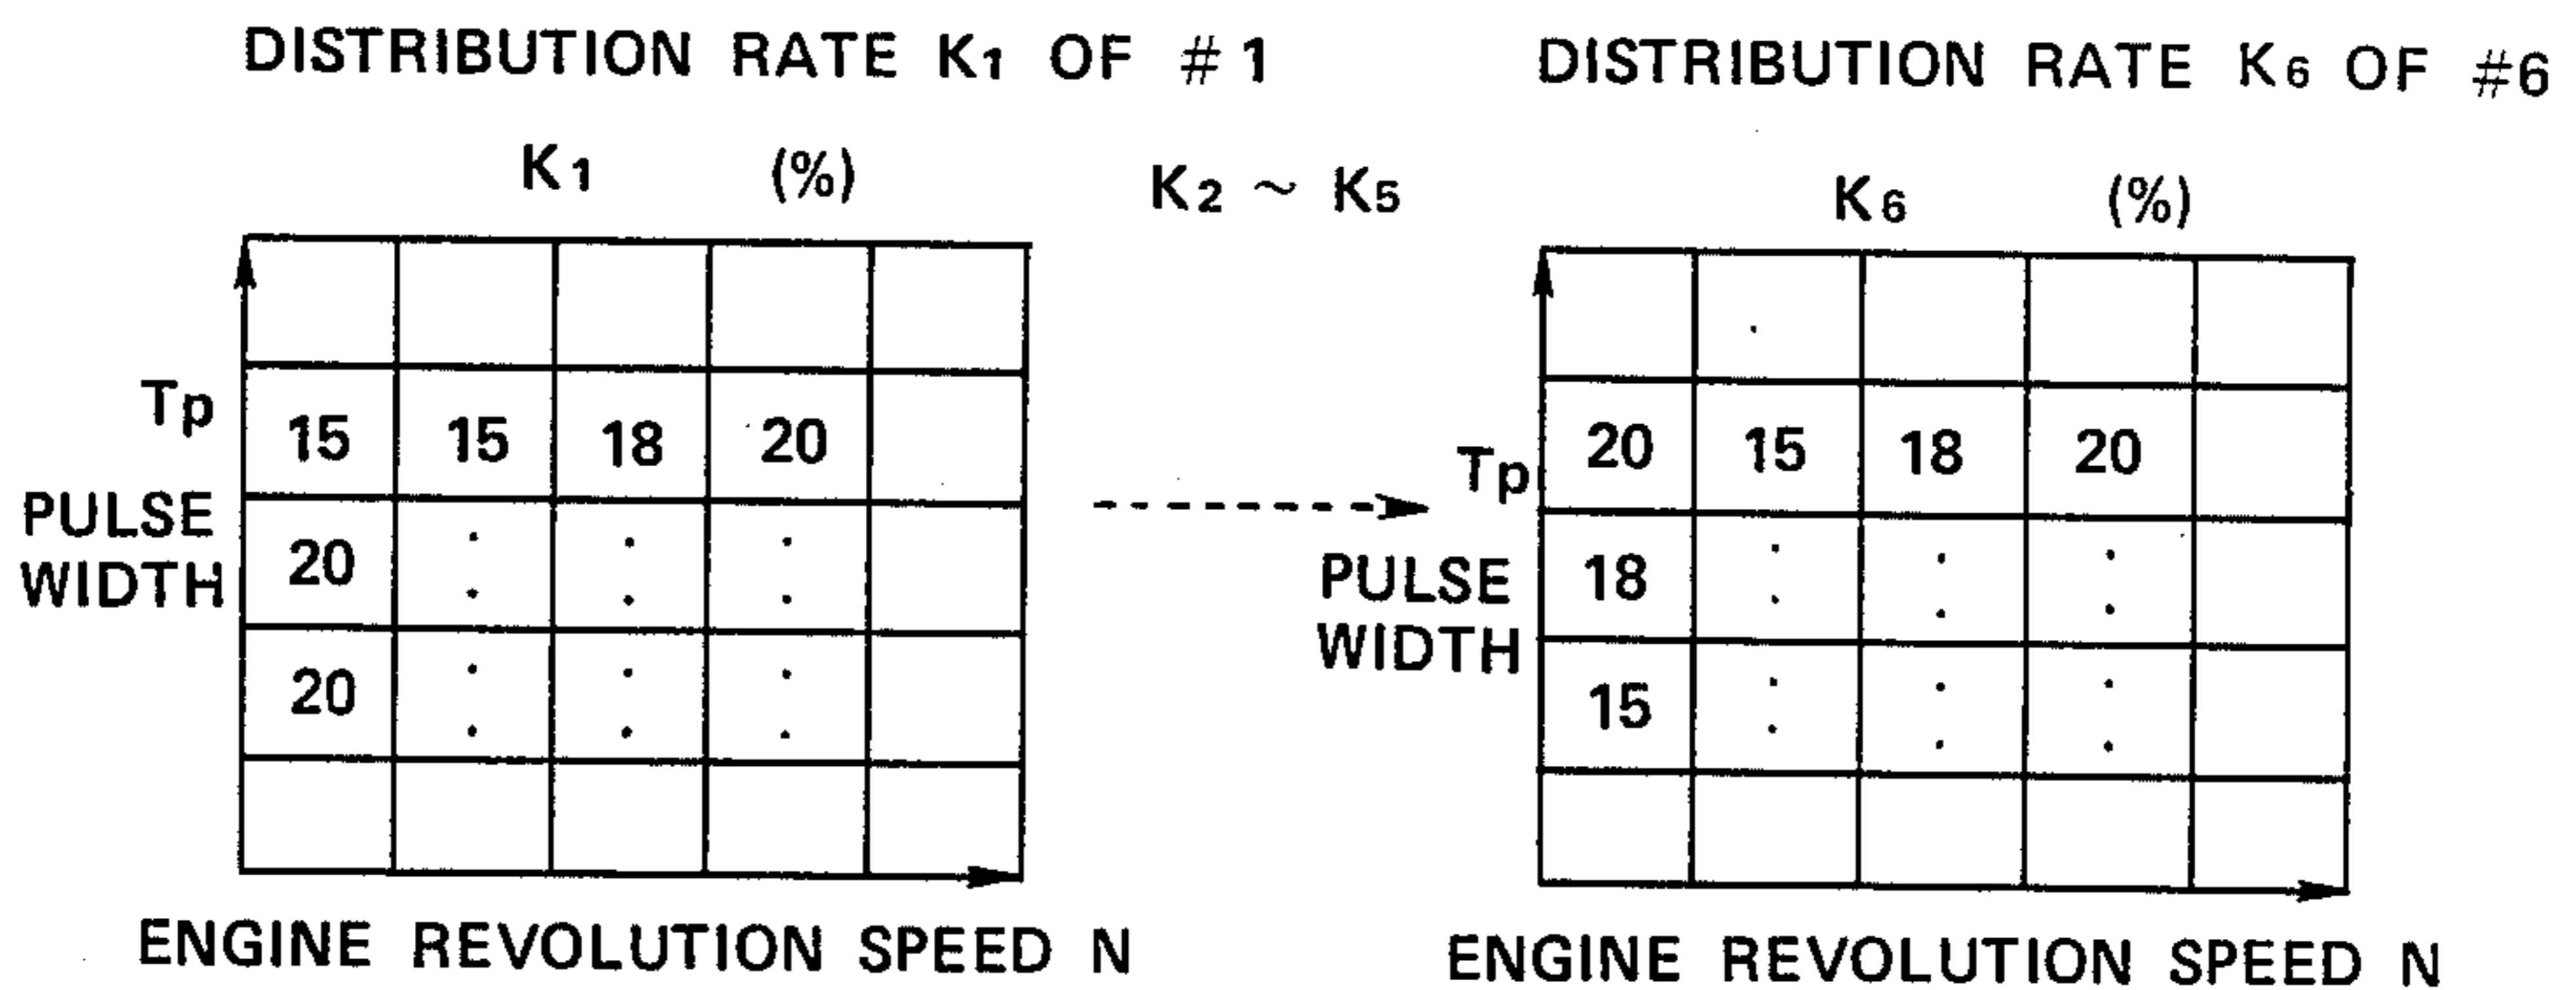 DISTRIBUTION RATE K1 OF #1
K1 (%)
Tp
PULSE
WIDTH
15 15 18 20
20 : : :
20 : : :
ENGINE REVOLUTION SPEED N
K2 ~ K5
DISTRIBUTION RATE K6 OF #6
K6 (%)
Tp
PULSE
WIDTH
20 15 18 20
18 : : :
15 : : :
ENGINE REVOLUTION SPEED N